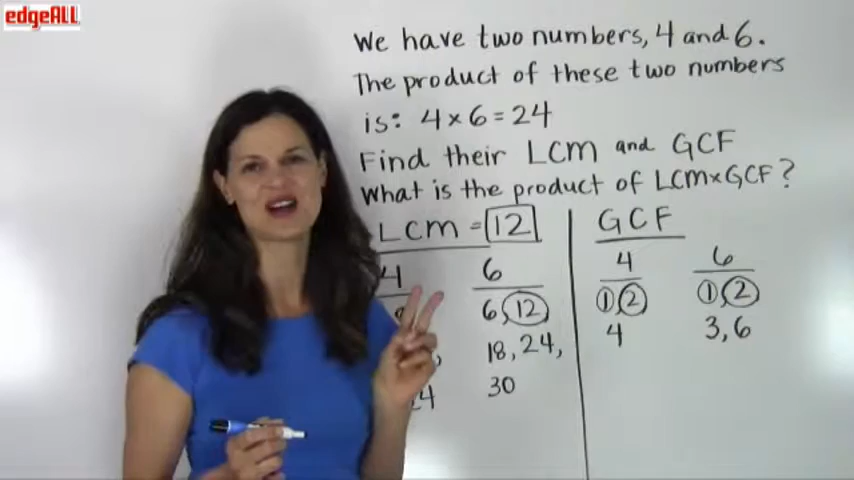 edgeALL
We have two numbers, 4 and 6.
The product of these two numbers
is: 4 × 6 = 24
Find their LCM and GCF
What is the product of LCM×GCF?
LCM = 12
4 6
6, 12
18, 24,
30
GCF
4 6
1 2 1 2
4 3, 6